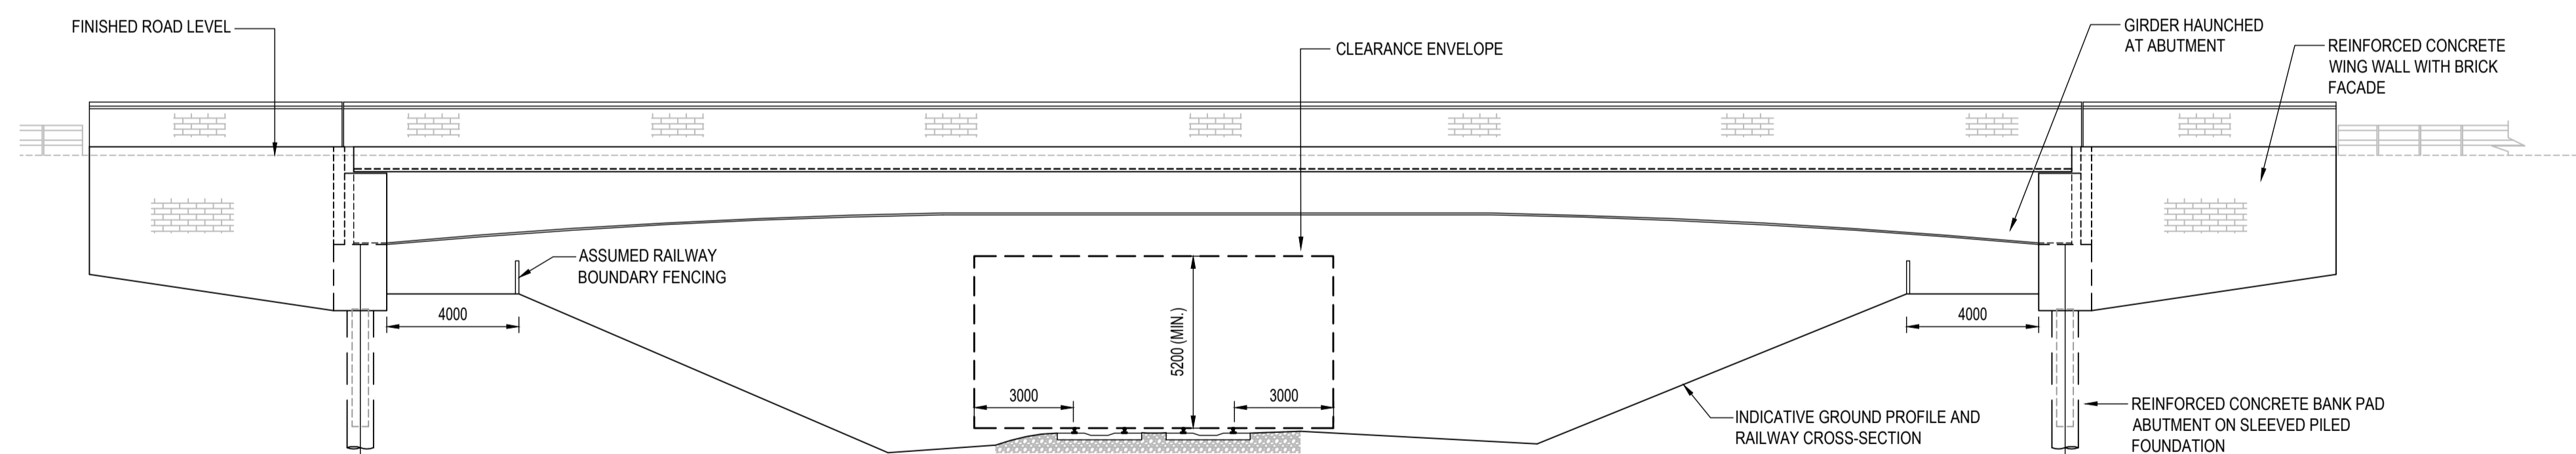 FINISHED ROAD LEVEL
CLEARANCE ENVELOPE
GIRDER HAUNCHED
AT ABUTMENT
REINFORCED CONCRETE
WING WALL WITH BRICK
FACADE
ASSUMED RAILWAY
BOUNDARY FENCING
4000
5200 (MIN.)
4000
3000
3000
INDICATIVE GROUND PROFILE AND
RAILWAY CROSS-SECTION
REINFORCED CONCRETE BANK PAD
ABUTMENT ON SLEEVED PILED
FOUNDATION